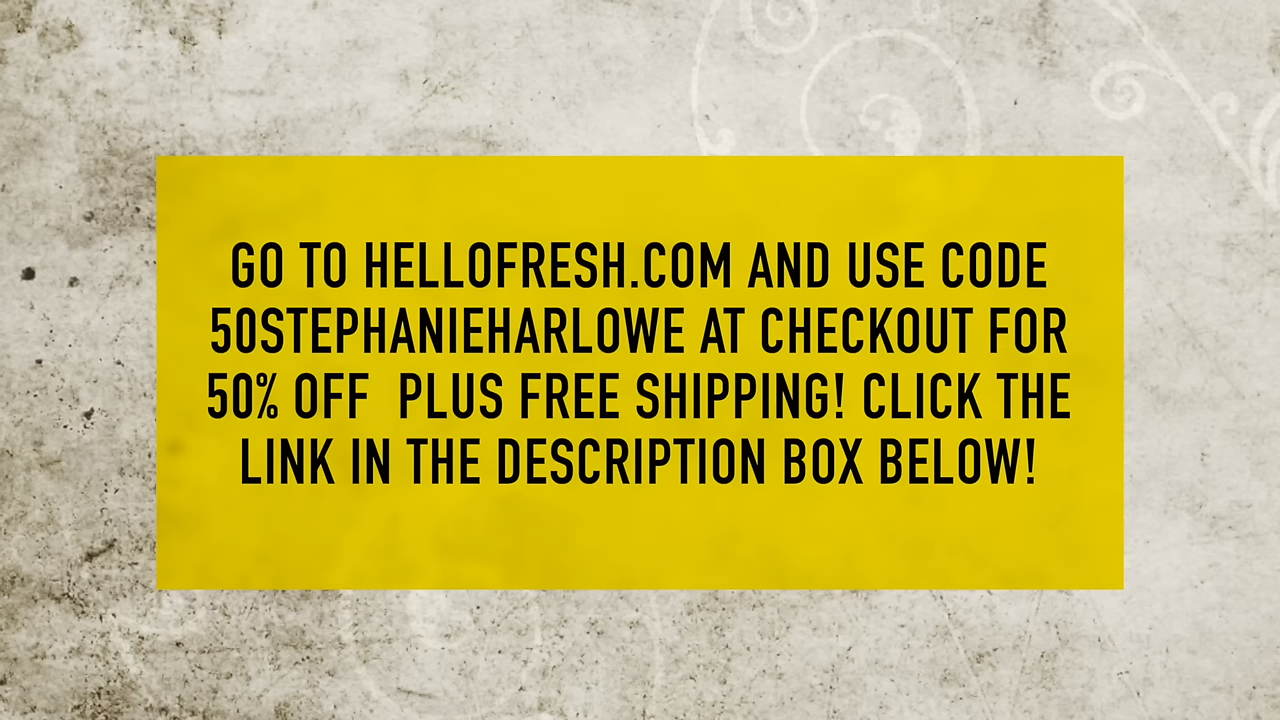 GO TO HELLOFRESH.COM AND USE CODE
50STEPHANIEHARLOWE AT CHECKOUT FOR
50% OFF  PLUS FREE SHIPPING! CLICK THE
LINK IN THE DESCRIPTION BOX BELOW!